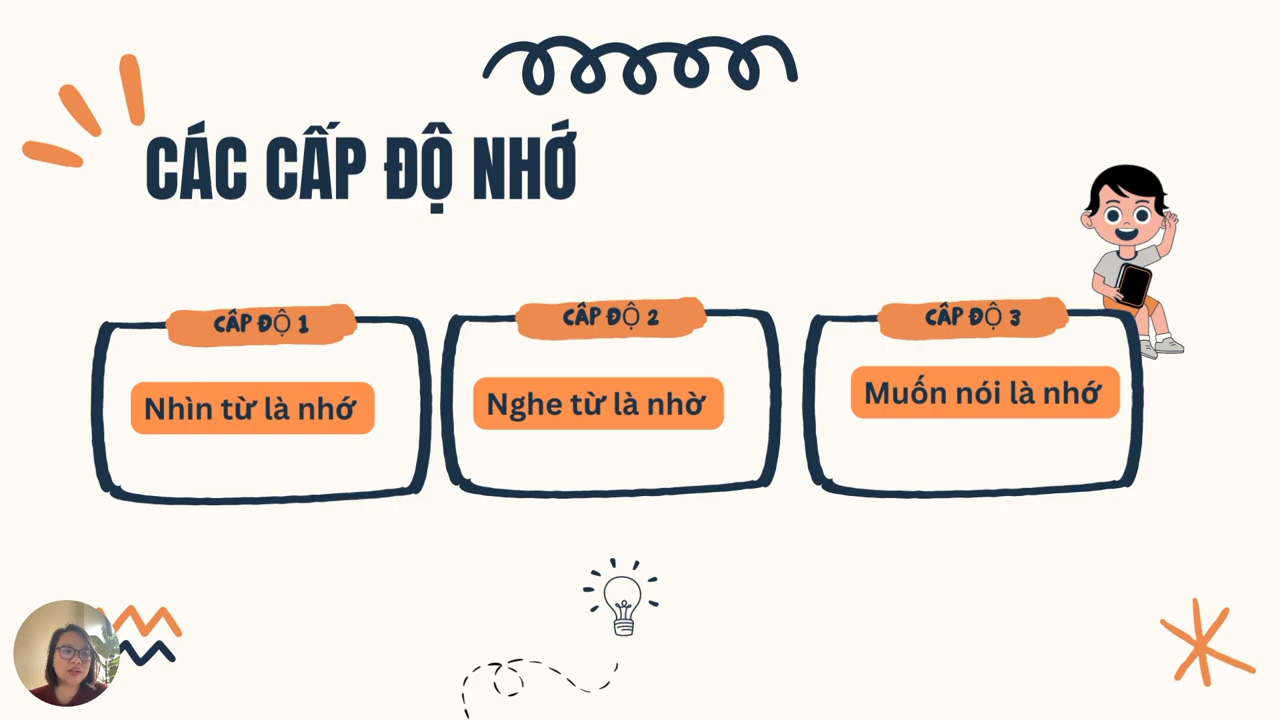 CÁC CẤP ĐỘ NHỚ
CẤP ĐỘ 1
Nhìn từ là nhớ
CẤP ĐỘ 2
Nghe từ là nhờ
CẤP ĐỘ 3
Muốn nói là nhớ